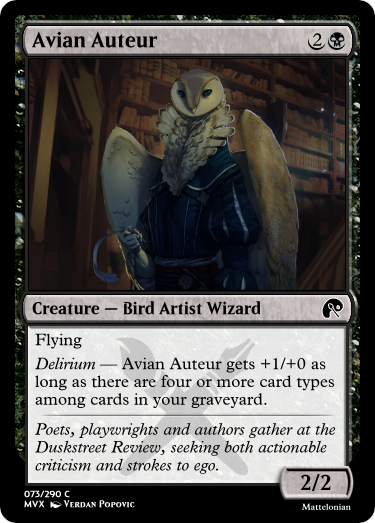 Avian Auteur 2
Creature — Bird Artist Wizard
Flying
Delirium — Avian Auteur gets +1/+0 as
long as there are four or more card types
among cards in your graveyard.
Poets, playwrights and authors gather at the
Duskstreet Review, seeking both actionable
criticism and strokes to ego.
2/2
073/290 C
MVX Verdan Popovic
Mattelonian